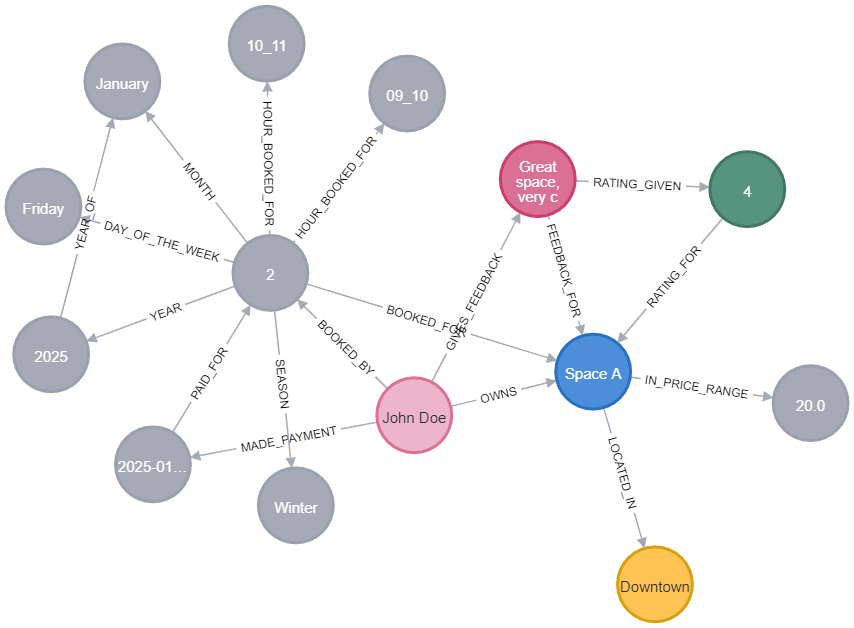 10_11
January
09_10
HOUR_BOOKED_FOR
HOUR_BOOKED_FOR
MONTH
Great
space,
very c
RATING_GIVEN
4
Friday
YEAR_OF
DAY_OF_THE_WEEK
2
FEEDBACK_FOR
RATING_FOR
GIVES_FEEDBACK
YEAR
BOOKED_FOR
2025
BOOKED_BY
PAID_FOR
SEASON
Space A
IN_PRICE_RANGE
20.0
OWNS
John Doe
MADE_PAYMENT
2025-01...
LOCATED_IN
Winter
Downtown